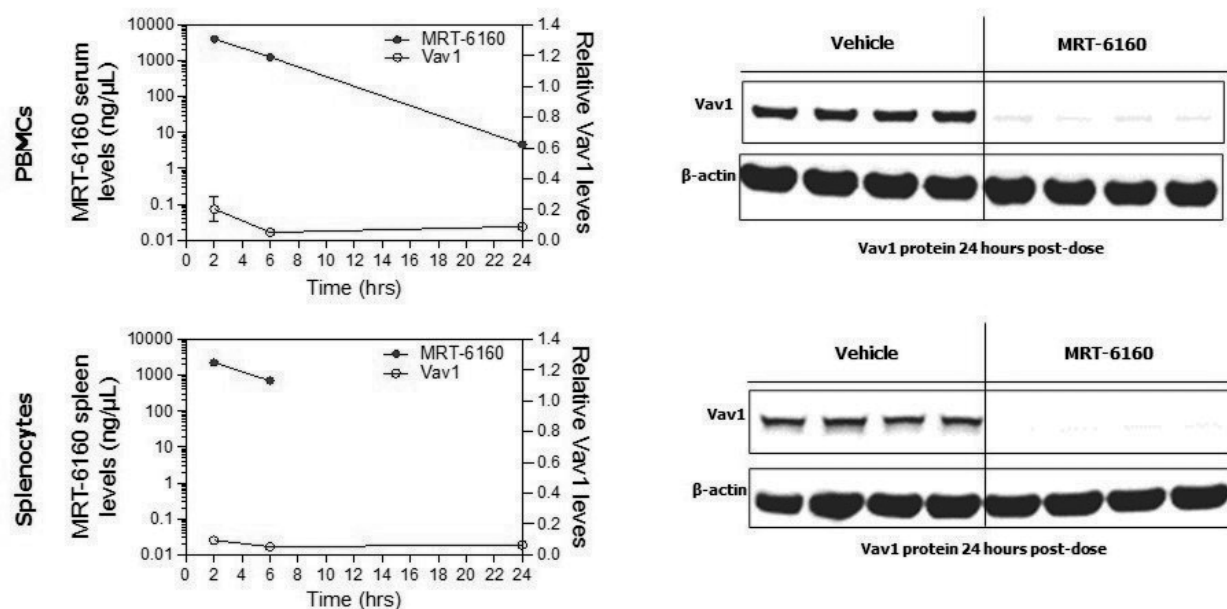 PBMCs
MRT-6160 serum
levels (ng/µL)
10000
1000
100
10
1
0.1
0.01
MRT-6160
Vav1
1.4
1.2
1.0
0.8
0.6
0.4
0.2
0.0
Relative Vav1 leves
0 2 4 6 8 10 12 14 16 18 20 22 24
Time (hrs)
Vehicle MRT-6160
Vav1
β-actin
Vav1 protein 24 hours post-dose
Splenocytes
MRT-6160 spleen
levels (ng/µL)
10000
1000
100
10
1
0.1
0.01
MRT-6160
Vav1
1.4
1.2
1.0
0.8
0.6
0.4
0.2
0.0
Relative Vav1 leves
0 2 4 6 8 10 12 14 16 18 20 22 24
Time (hrs)
Vehicle MRT-6160
Vav1
β-actin
Vav1 protein 24 hours post-dose